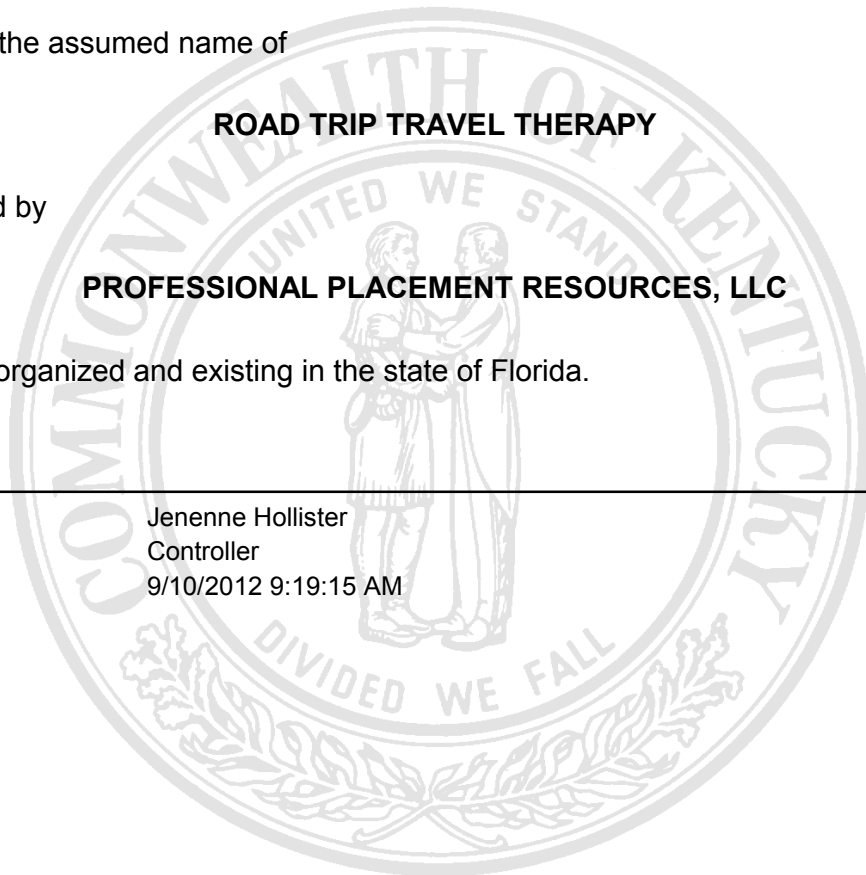 the assumed name of
ROAD TRIP TRAVEL THERAPY
d by
PROFESSIONAL PLACEMENT RESOURCES, LLC
organized and existing in the state of Florida.
Jenenne Hollister
Controller
9/10/2012 9:19:15 AM
COMMONWEALTH OF KENTUCKY
UNITED WE STAND
DIVIDED WE FALL